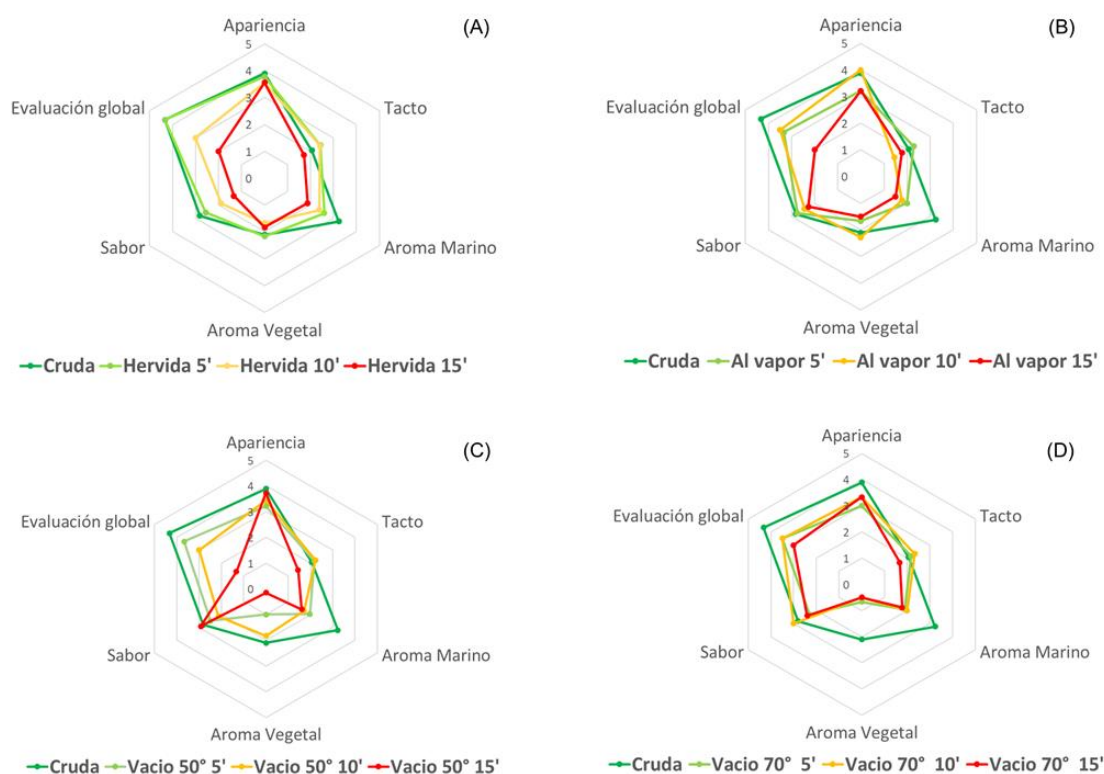 Apariencia
(A)
5
4
3
2
1
0
Tacto
Aroma Marino
Aroma Vegetal
Sabor
Evaluación global
Cruda Hervida 5' Hervida 10' Hervida 15'
Apariencia
(B)
5
4
3
2
1
0
Tacto
Aroma Marino
Aroma Vegetal
Sabor
Evaluación global
Cruda Al vapor 5' Al vapor 10' Al vapor 15'
Apariencia
(C)
5
4
3
2
1
0
Tacto
Aroma Marino
Aroma Vegetal
Sabor
Evaluación global
Cruda Vacio 50° 5' Vacio 50° 10' Vacio 50° 15'
Apariencia
(D)
5
4
3
2
1
0
Tacto
Aroma Marino
Aroma Vegetal
Sabor
Evaluación global
Cruda Vacio 70° 5' Vacio 70° 10' Vacio 70° 15'